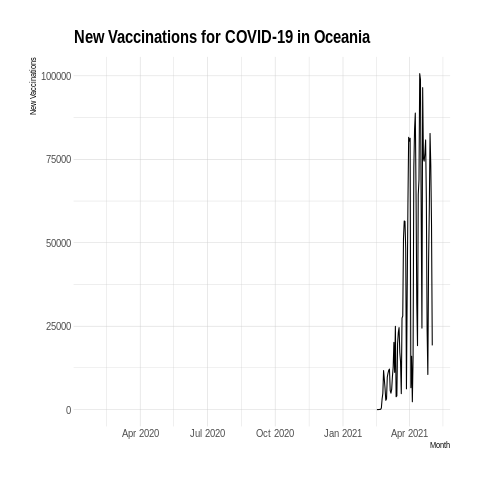 New Vaccinations for COVID-19 in Oceania
New Vaccinations
100000
75000
50000
25000
0
Apr 2020 Jul 2020 Oct 2020 Jan 2021 Apr 2021
Month